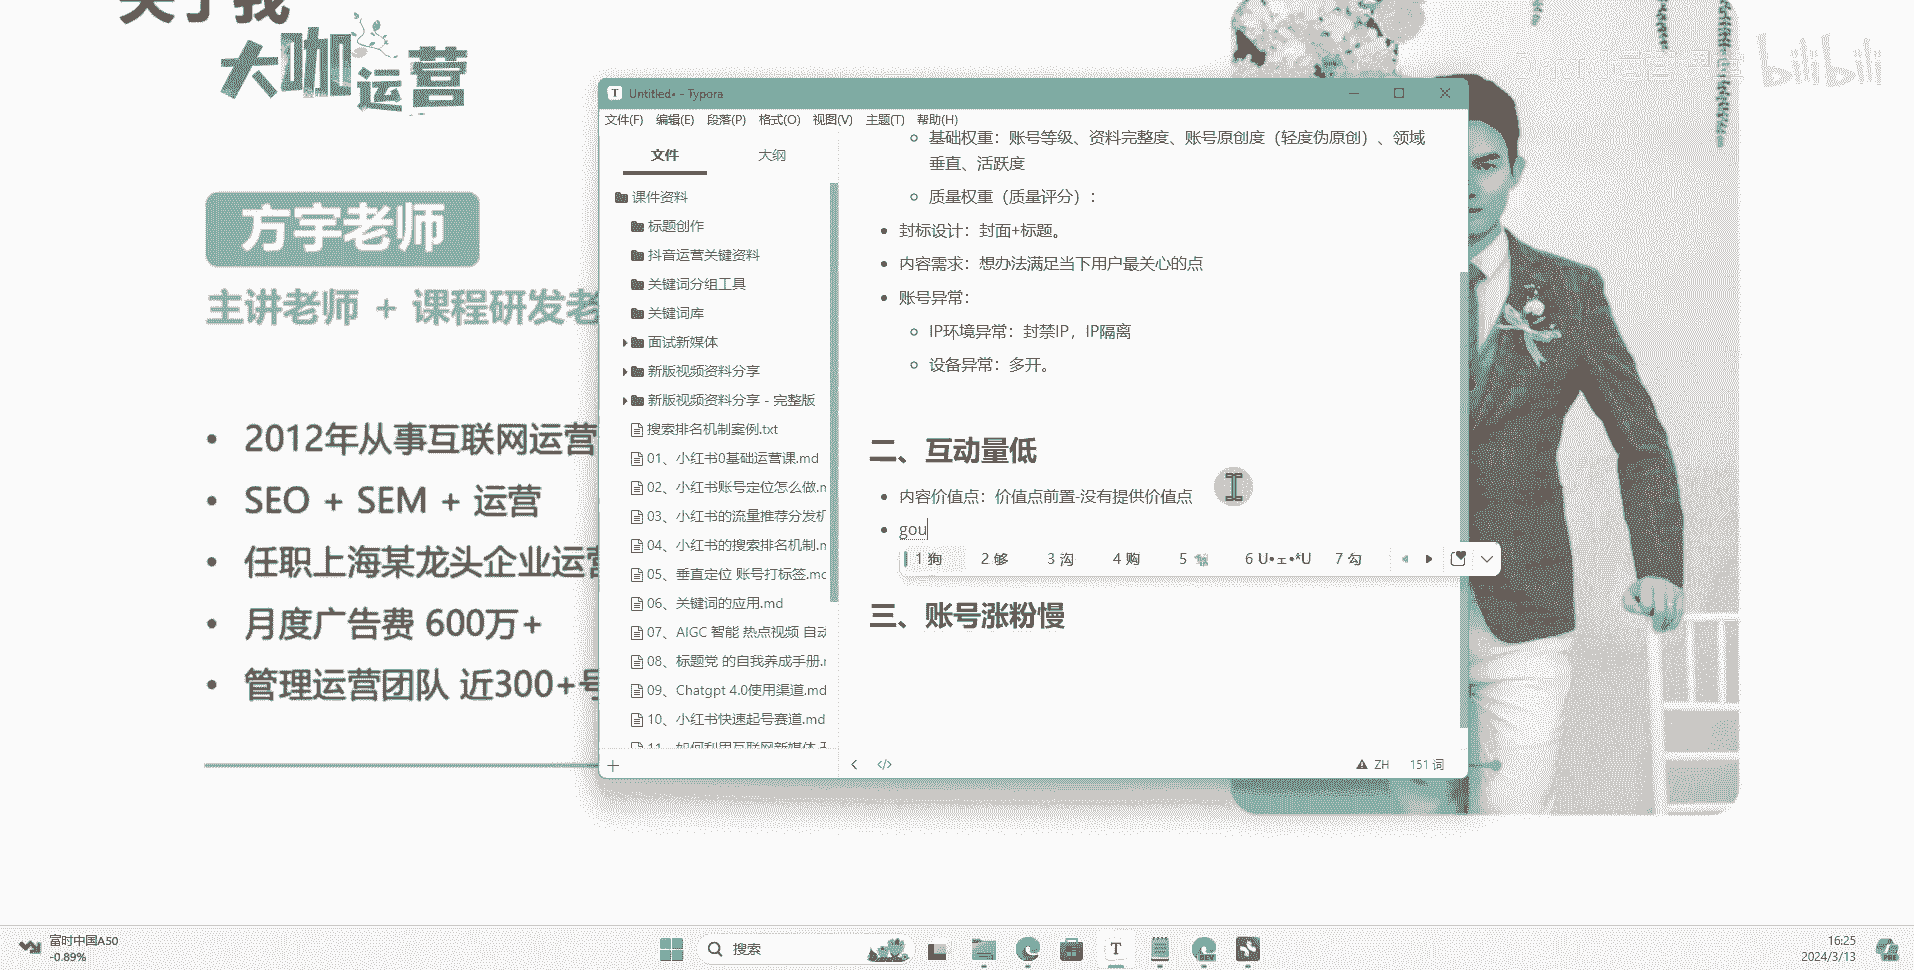 关于我
大咖运营
bilibili
方宇老师
主讲老师 + 课程研发老
2012年从事互联网运营
SEO + SEM + 运营
任职上海某龙头企业运营
月度广告费 600万+
管理运营团队 近300+号
Untitled• - Typora
文件(F) 编辑(E) 段落(P) 格式(O) 视图(V) 主题(T) 帮助(H)
文件 大纲
课件资料
标题创作
抖音运营关键资料
关键词分组工具
关键词库
面试新媒体
新版视频资料分享
新版视频资料分享 - 完整版
搜索排名机制案例.txt
01、小红书0基础运营课.md
02、小红书账号定位怎么做.m
03、小红书的流量推荐分发机
04、小红书的搜索排名机制.m
05、垂直定位 账号打标签.md
06、关键词的应用.md
07、AIGC 智能 热点视频 自动
08、标题党 的自我养成手册.m
09、Chatgpt 4.0使用渠道.md
10、小红书快速起号赛道.md
11、如何利用互联网新媒体
基础权重：账号等级、资料完整度、账号原创度（轻度伪原创）、领域
垂直、活跃度
质量权重（质量评分）：
封标设计：封面+标题。
内容需求：想办法满足当下用户最关心的点
账号异常：
IP环境异常：封禁IP，IP隔离
设备异常：多开。
二、互动量低
内容价值点：价值点前置-没有提供价值点
gou
1 狗 2 够 3 沟 4 购 5 6 U•ェ•*U 7 勾
三、账号涨粉慢
ZH 151 词
富时中国A50
-0.89%
搜索
T
DEV
16:25
2024/3/13
PRE